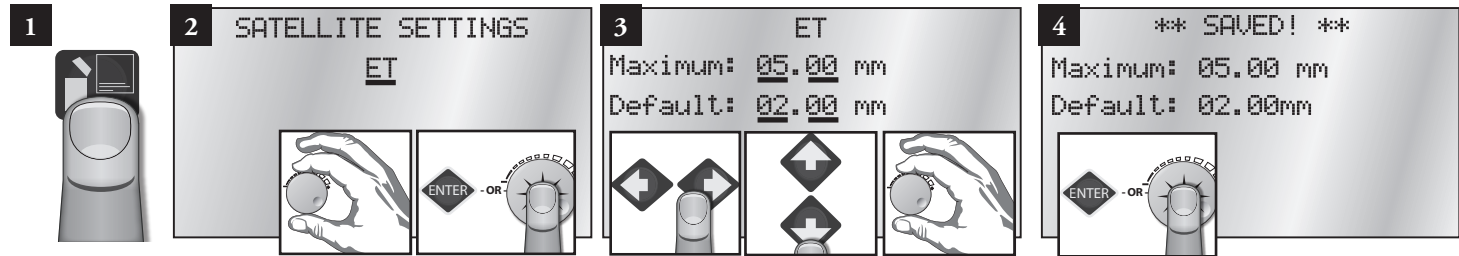 1
2
SATELLITE SETTINGS
ET
ENTER -OR-
3
ET
Maximum: 05.00 mm
Default: 02.00 mm
4
** SAVED! **
Maximum: 05.00 mm
Default: 02.00mm
ENTER -OR-